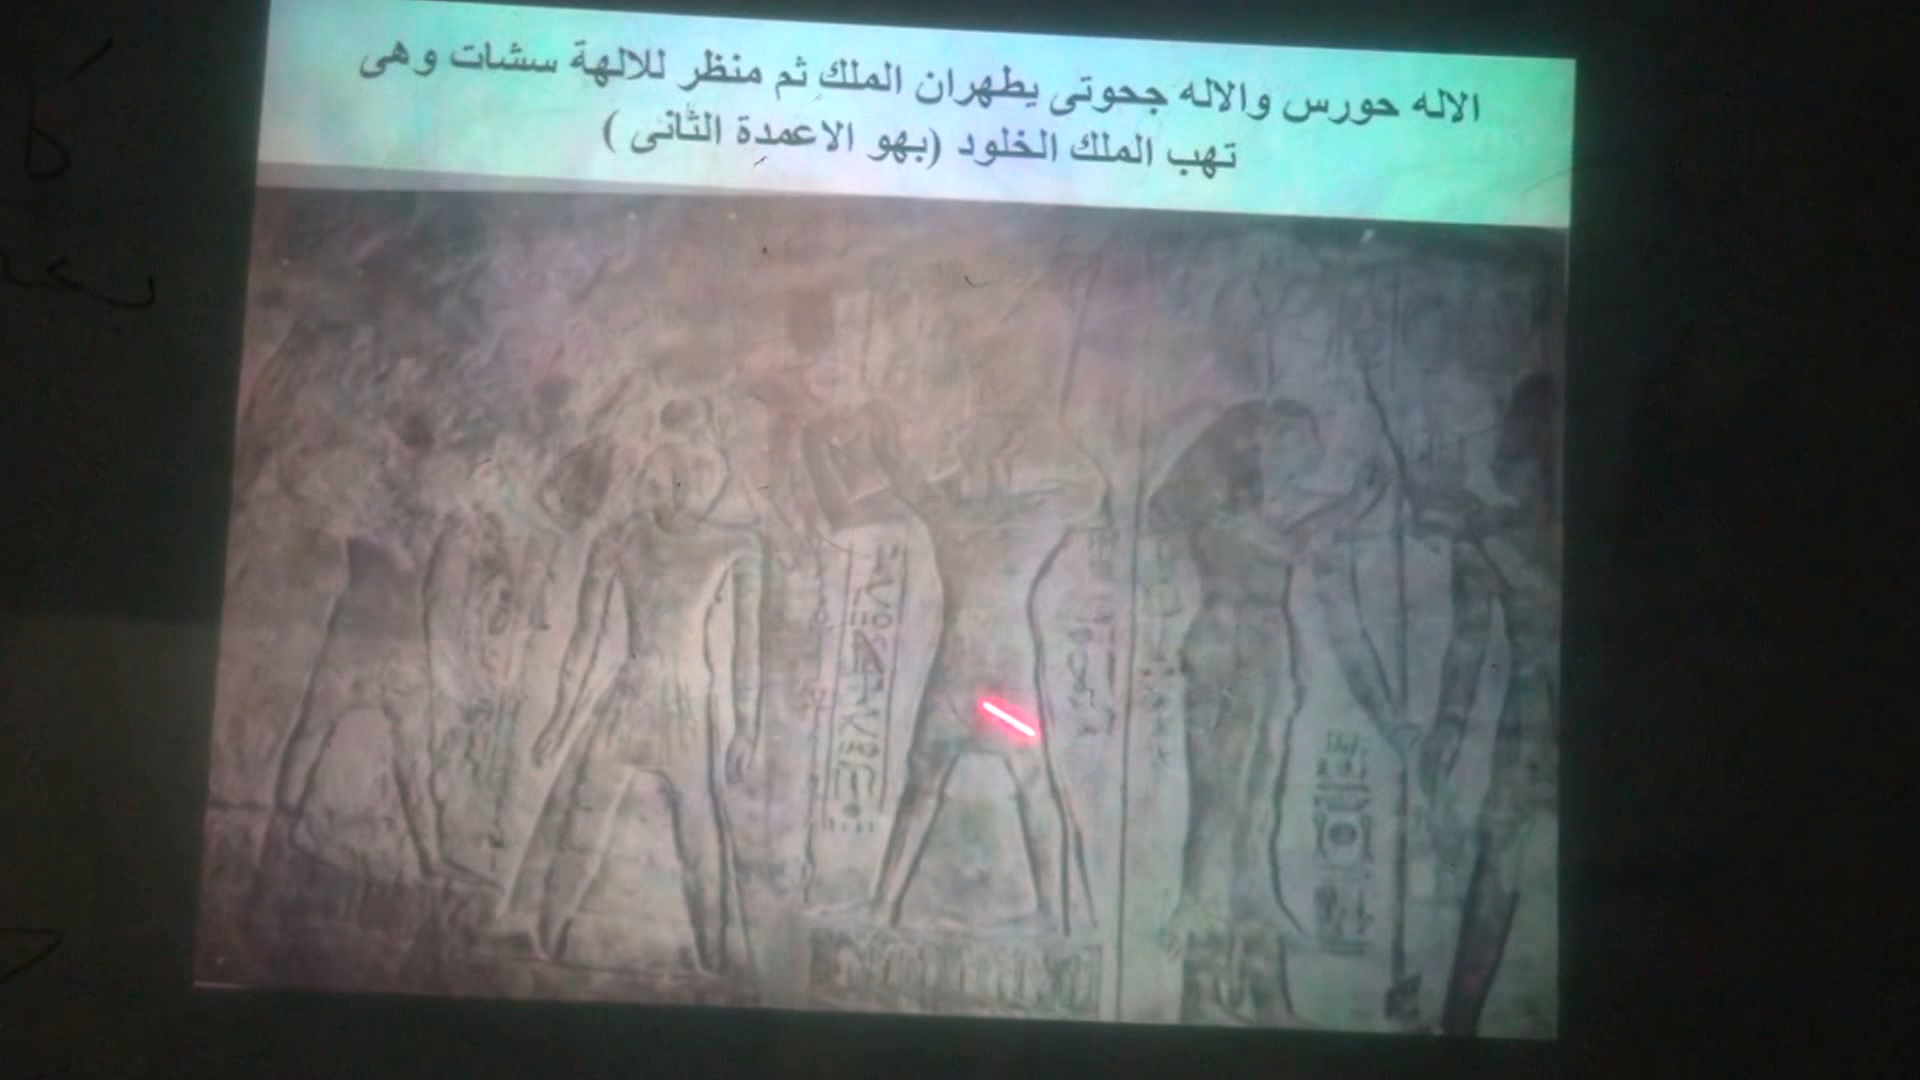 الاله حورس والاله جحوتى يطهران الملك ثم منظر للالهة سشات وهى
تهب الملك الخلود (بهو الاعمدة الثانى )